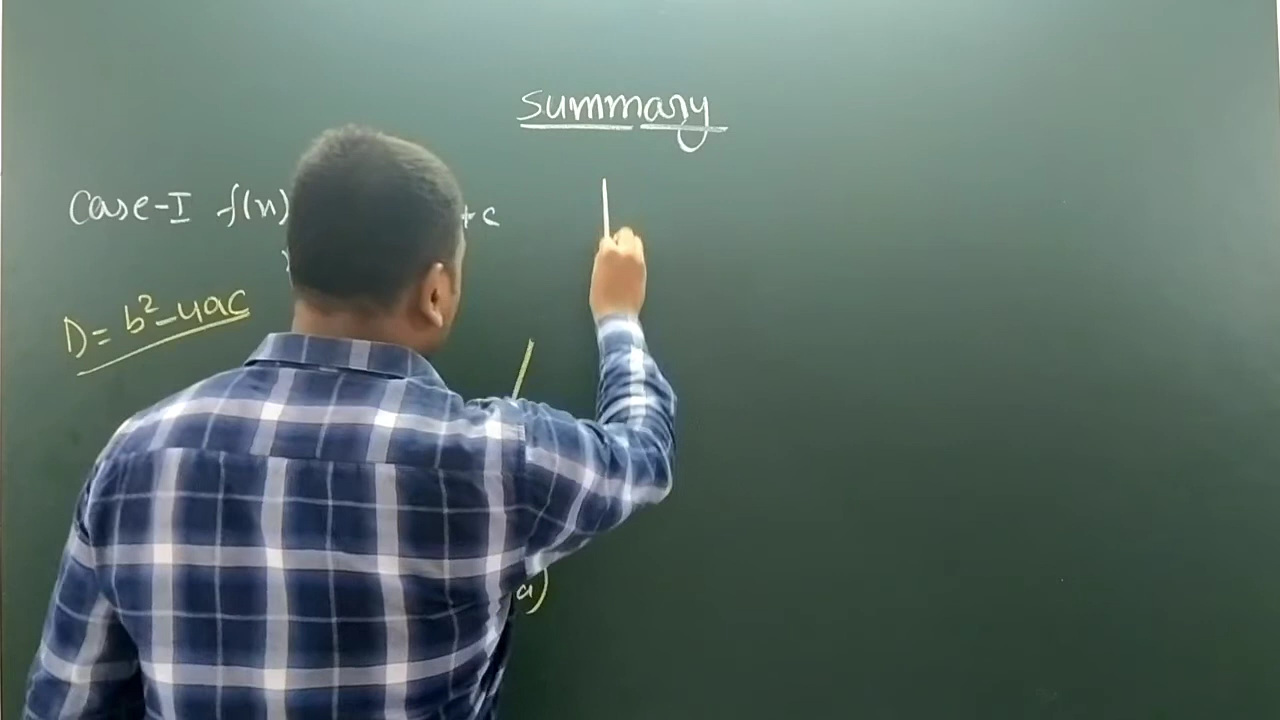 Summary
Case-I f(x) + c
D = b²-4ac
a)